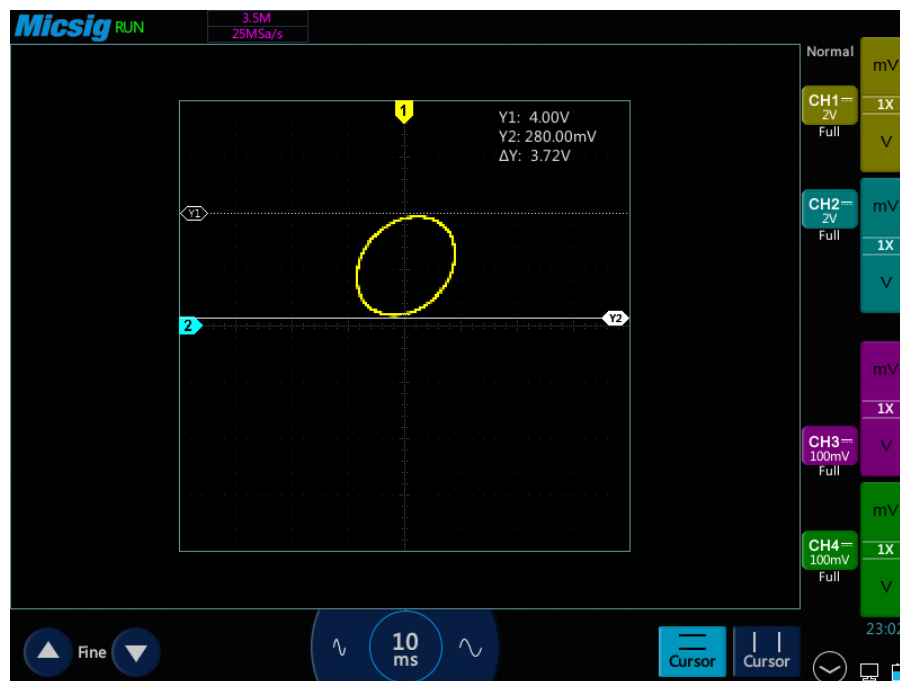 Micsig RUN
3.5M
25MSa/s
Normal
mV
CH1
2V
Full
1X
V
1
Y1: 4.00V
Y2: 280.00mV
ΔY: 3.72V
Y1
CH2
2V
Full
mV
1X
V
2
Y2
mV
1X
CH3
100mV
Full
V
mV
CH4
100mV
Full
1X
V
Fine
10
ms
Cursor
Cursor